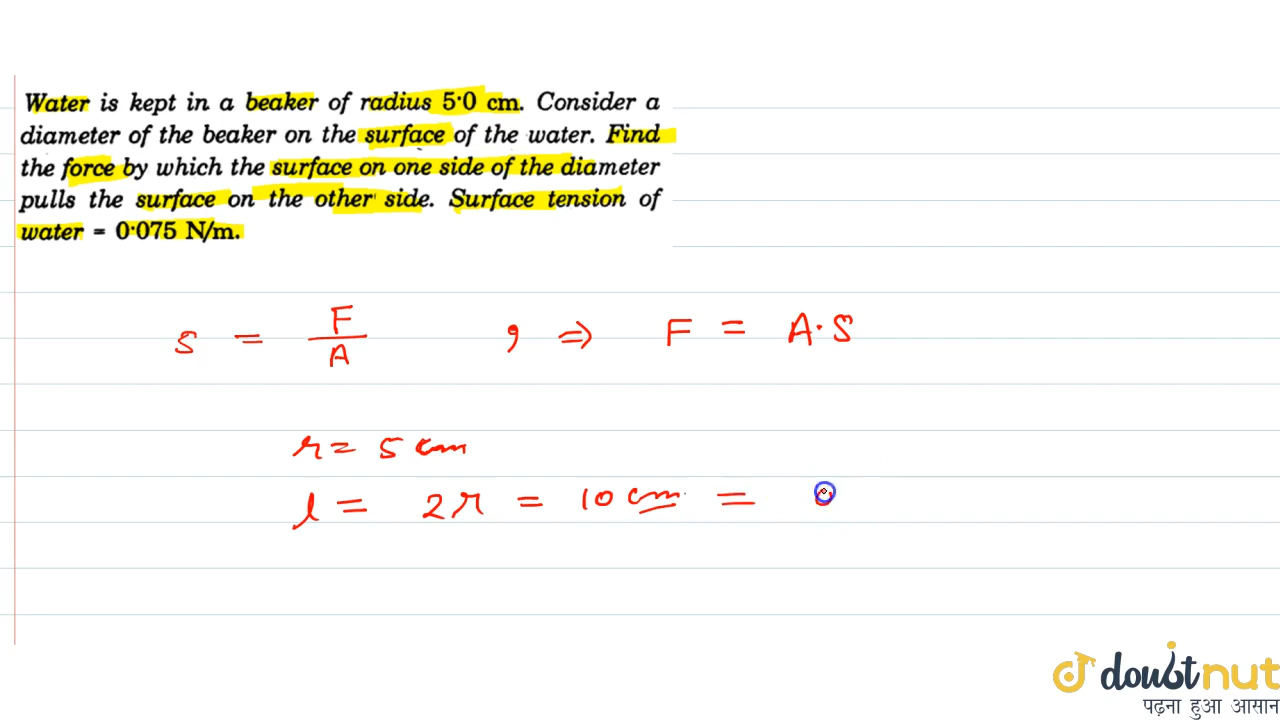 Water is kept in a beaker of radius 5·0 cm. Consider a
diameter of the beaker on the surface of the water. Find
the force by which the surface on one side of the diameter
pulls the surface on the other side. Surface tension of
water = 0·075 N/m.
S = F/A , ⇒ F = A·S
r = 5 cm
l = 2r = 10 cm = 0
doubtnut
पढ़ना हुआ आसान